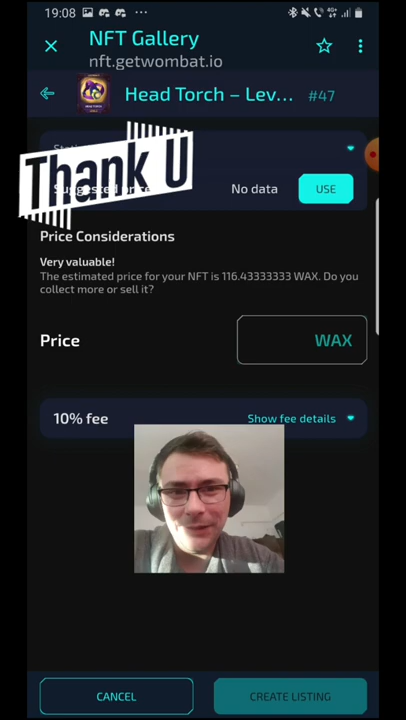 19:08
4G+
NFT Gallery
nft.getwombat.io
Head Torch – Lev... #47
Thank U
No data
USE
Price Considerations
Very valuable!
The estimated price for your NFT is 116.43333333 WAX. Do you
collect more or sell it?
Price
WAX
10% fee
Show fee details
CANCEL
CREATE LISTING